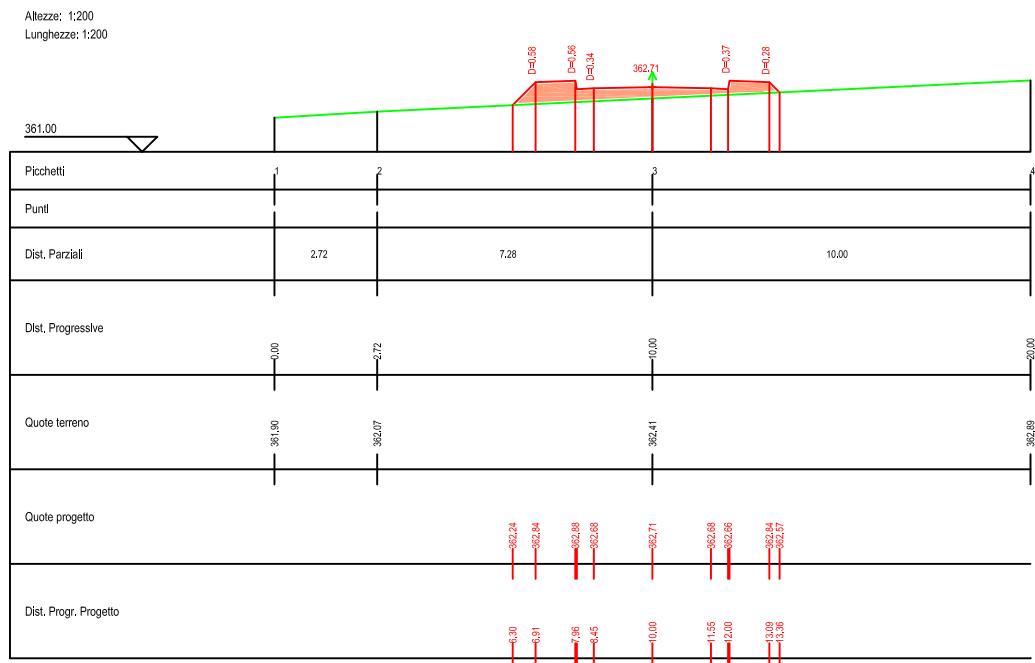 Altezze: 1:200
Lunghezze: 1:200
D=0.58
D=0.56
D=0.34
362.71
D=0.37
D=0.28
361.00
Picchetti
1 2 3 4
Punti
Dist. Parziali
2.72 7.28 10.00
Dist. Progressive
0.00 2.72 10.00 20.00
Quote terreno
361.90 362.07 362.41 362.89
Quote progetto
362.24 362.84 362.88 362.68 362.71 362.68 362.66 362.84 362.57
Dist. Progr. Progetto
6.30 6.91 7.96 8.45 10.00 11.55 12.00 13.09 13.36